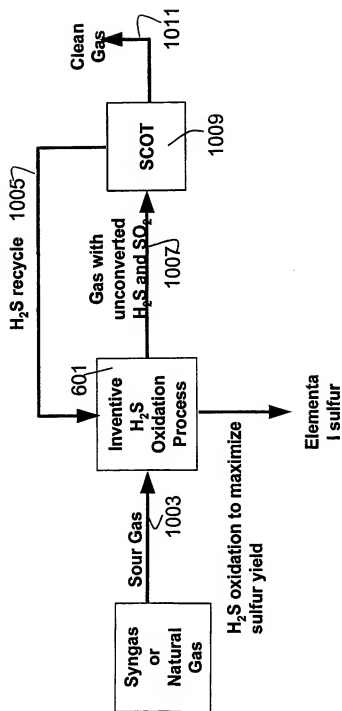 Syngas
or
Natural
Gas
Sour Gas
1003
601
Inventive
H₂S
Oxidation
Process
H₂S recycle
1005
Gas with
unconverted
H₂S and SO₂
1007
SCOT
1009
Clean
Gas
1011
H₂S oxidation to maximize
sulfur yield
Elementa
l sulfur